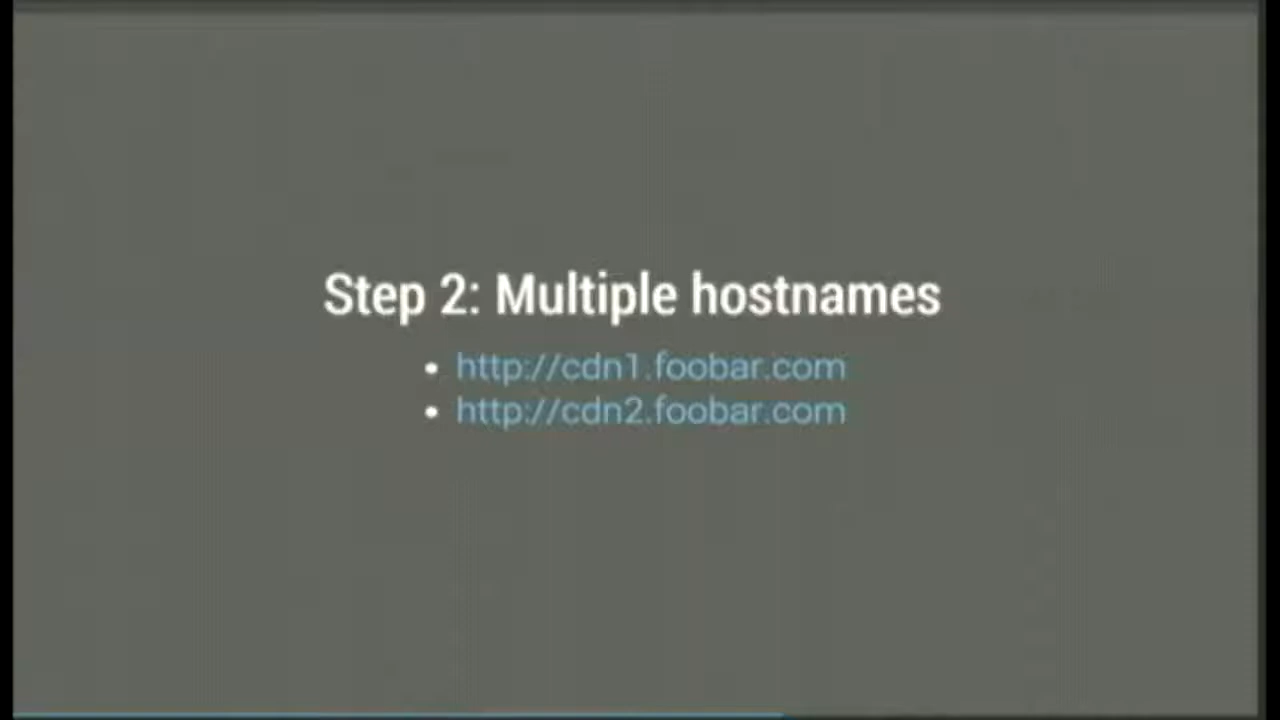 Step 2: Multiple hostnames
• http://cdn1.foobar.com
• http://cdn2.foobar.com